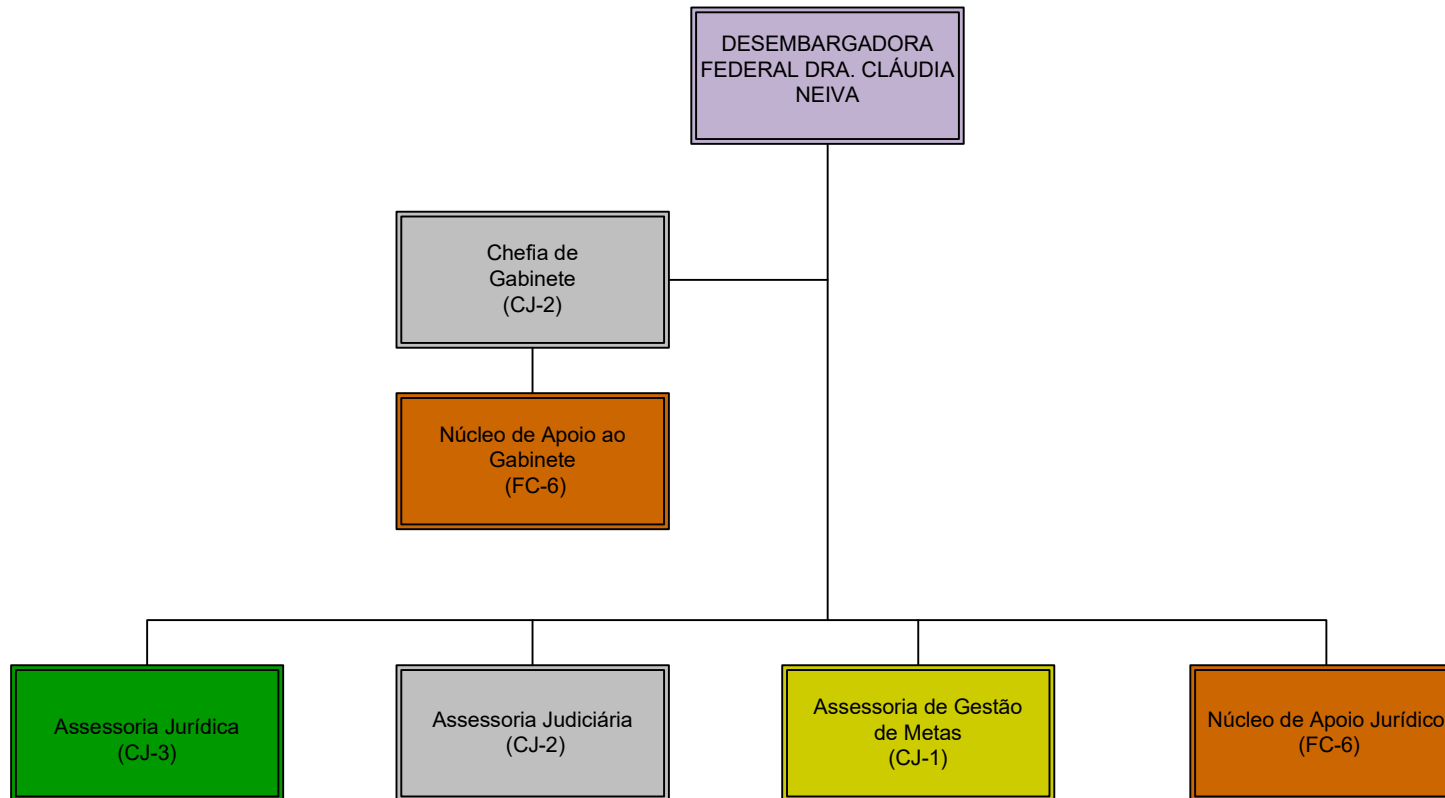 DESEMBARGADORA
FEDERAL DRA. CLÁUDIA
NEIVA
Chefia de
Gabinete
(CJ-2)
Núcleo de Apoio ao
Gabinete
(FC-6)
Assessoria Jurídica
(CJ-3)
Assessoria Judiciária
(CJ-2)
Assessoria de Gestão
de Metas
(CJ-1)
Núcleo de Apoio Jurídico
(FC-6)